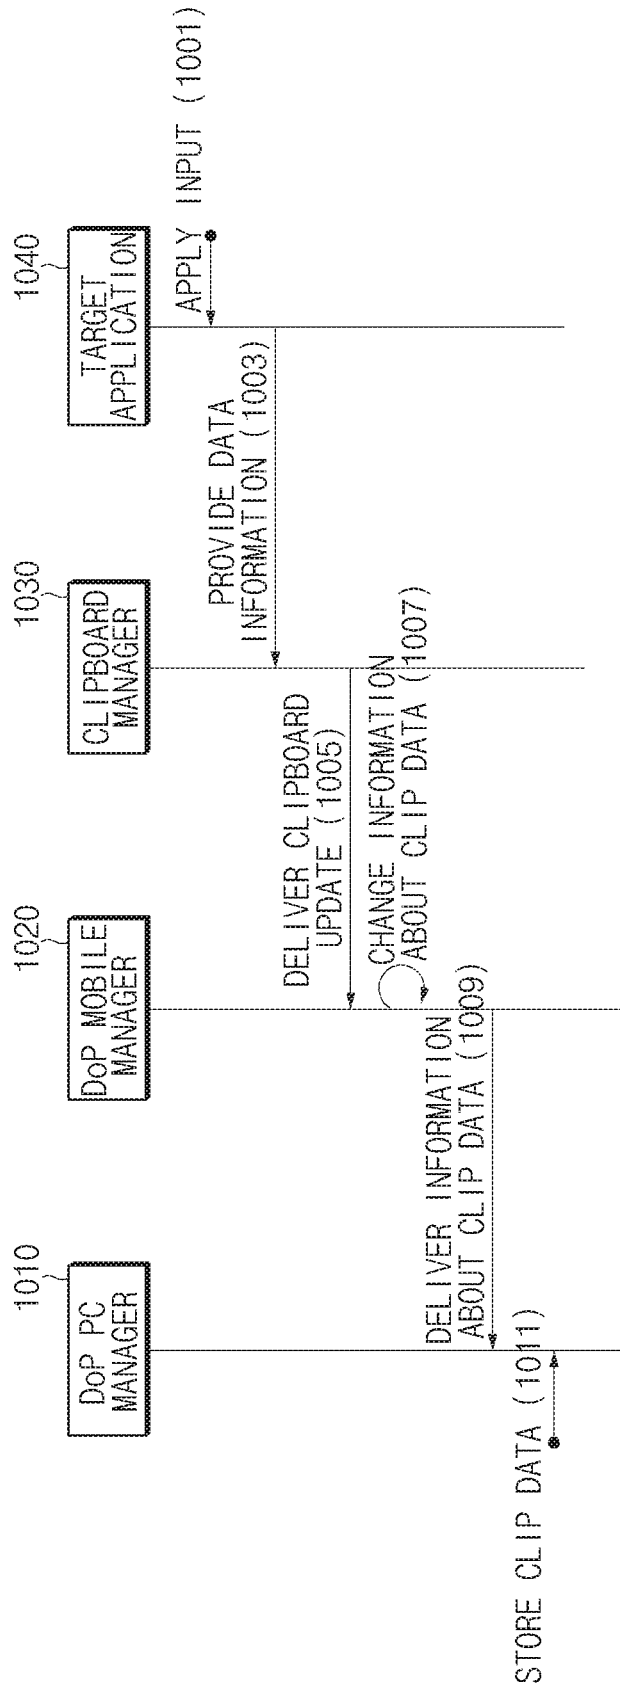 1010
DoP PC
MANAGER
1020
DoP MOBILE
MANAGER
1030
CLIPBOARD
MANAGER
1040
TARGET
APPLICATION
APPLY INPUT (1001)
PROVIDE DATA
INFORMATION (1003)
DELIVER CLIPBOARD
UPDATE (1005)
CHANGE INFORMATION
ABOUT CLIP DATA (1007)
DELIVER INFORMATION
ABOUT CLIP DATA (1009)
STORE CLIP DATA (1011)